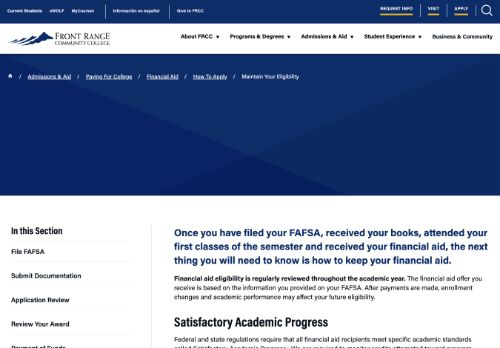 Current Students eWOLF MyCourses Información en español Give to FRCC REQUEST INFO VISIT APPLY
FRONT RANGE
COMMUNITY COLLEGE
About FRCC Programs & Degrees Admissions & Aid Student Experience Business & Community
/ Admissions & Aid / Paying For College / Financial Aid / How To Apply / Maintain Your Eligibility
In this Section
File FAFSA
Submit Documentation
Application Review
Review Your Award
Payment of Funds
Once you have filed your FAFSA, received your books, attended your
first classes of the semester and received your financial aid, the next
thing you will need to know is how to keep your financial aid.
Financial aid eligibility is regularly reviewed throughout the academic year. The financial aid offer you
receive is based on the information you provided on your FAFSA. After payments are made, enrollment
changes and academic performance may affect your future eligibility.
Satisfactory Academic Progress
Federal and state regulations require that all financial aid recipients meet specific academic standards